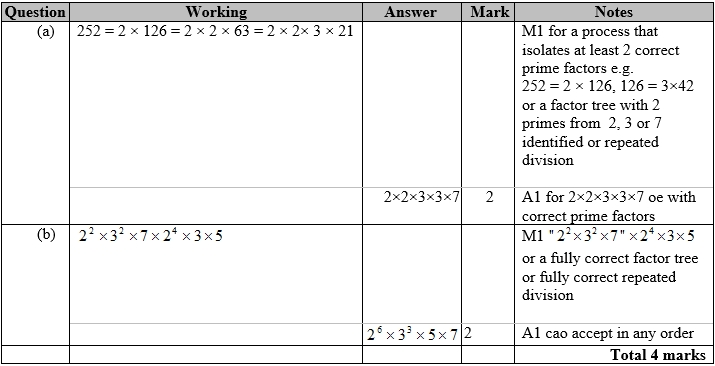 Question Working Answer Mark Notes
(a) 252 = 2 × 126 = 2 × 2 × 63 = 2 × 2× 3 × 21 M1 for a process that
isolates at least 2 correct
prime factors e.g.
252 = 2 × 126, 126 = 3×42
or a factor tree with 2
primes from 2, 3 or 7
identified or repeated
division
2×2×3×3×7 2 A1 for 2×2×3×3×7 oe with
correct prime factors
(b) 2² ×3² ×7×2⁴ ×3×5 M1 "2²×3²×7"×2⁴×3×5
or a fully correct factor tree
or fully correct repeated
division
2⁶ ×3³ ×5×7 2 A1 cao accept in any order
Total 4 marks